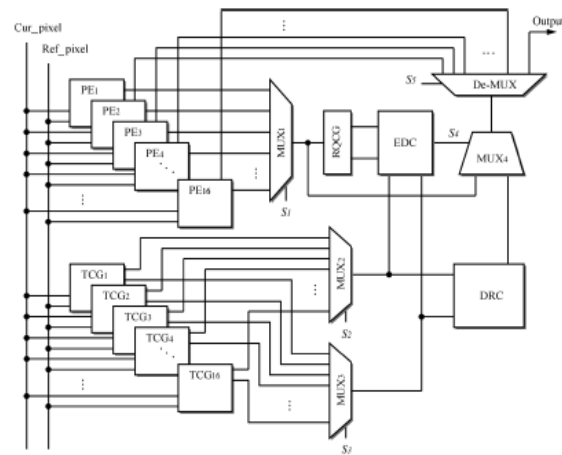 Cur_pixel
Ref_pixel
Output
PE1
PE2
PE3
PE4
PE16
MUX1
S1
RQCG
EDC
S4
S5
De-MUX
MUX4
TCG1
TCG2
TCG3
TCG4
TCG16
MUX2
S2
MUX3
S3
DRC